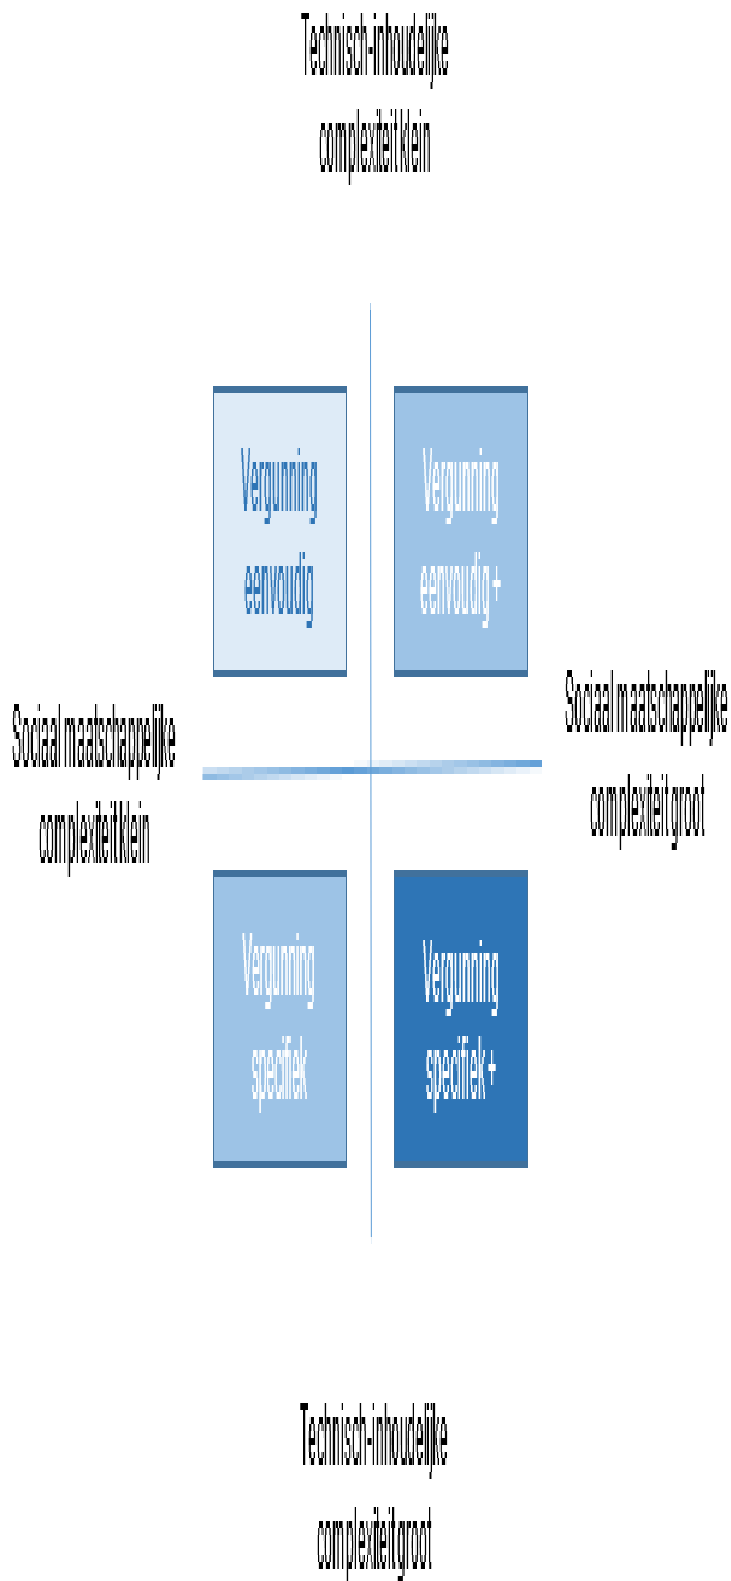 Technisch-inhoudelijke
complexiteit klein
Vergunning
eenvoudig
Vergunning
eenvoudig +
Sociaal maatschappelijke
complexiteit klein
Sociaal maatschappelijke
complexiteit groot
Vergunning
specifiek
Vergunning
specifiek +
Technisch-inhoudelijke
complexiteit groot